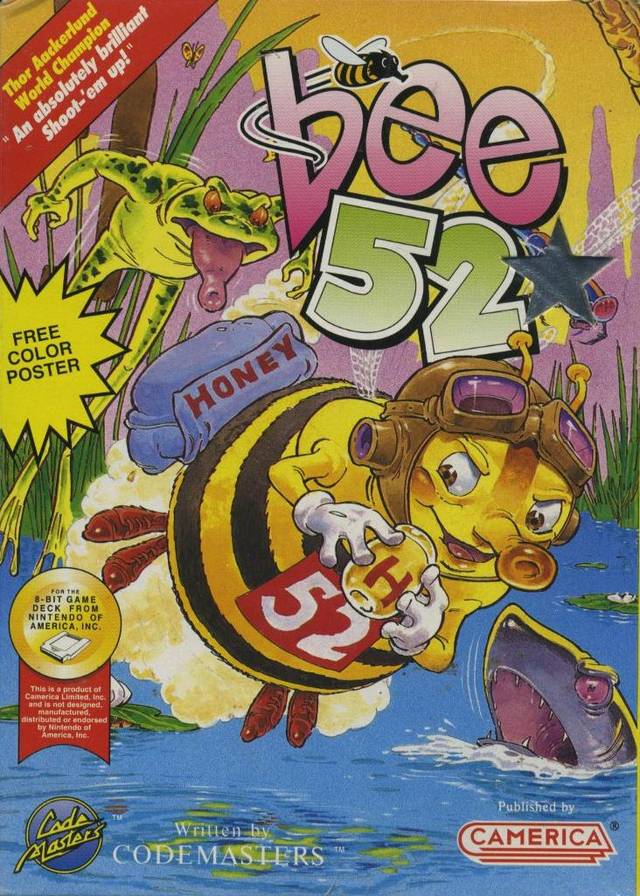 Thor Aackerlund
World Champion
"An absolutely brilliant
Shoot-'em up!"
bee
52
FREE
COLOR
POSTER
HONEY
H
52
FOR THE
8-BIT GAME
DECK FROM
NINTENDO OF
AMERICA, INC.
This is a product of
Camerica Limited, Inc.
and is not designed,
manufactured,
distributed or endorsed
by Nintendo of
America, Inc.
Code
Masters
TM
Written by
CODEMASTERS TM
Published by
CAMERICA ®